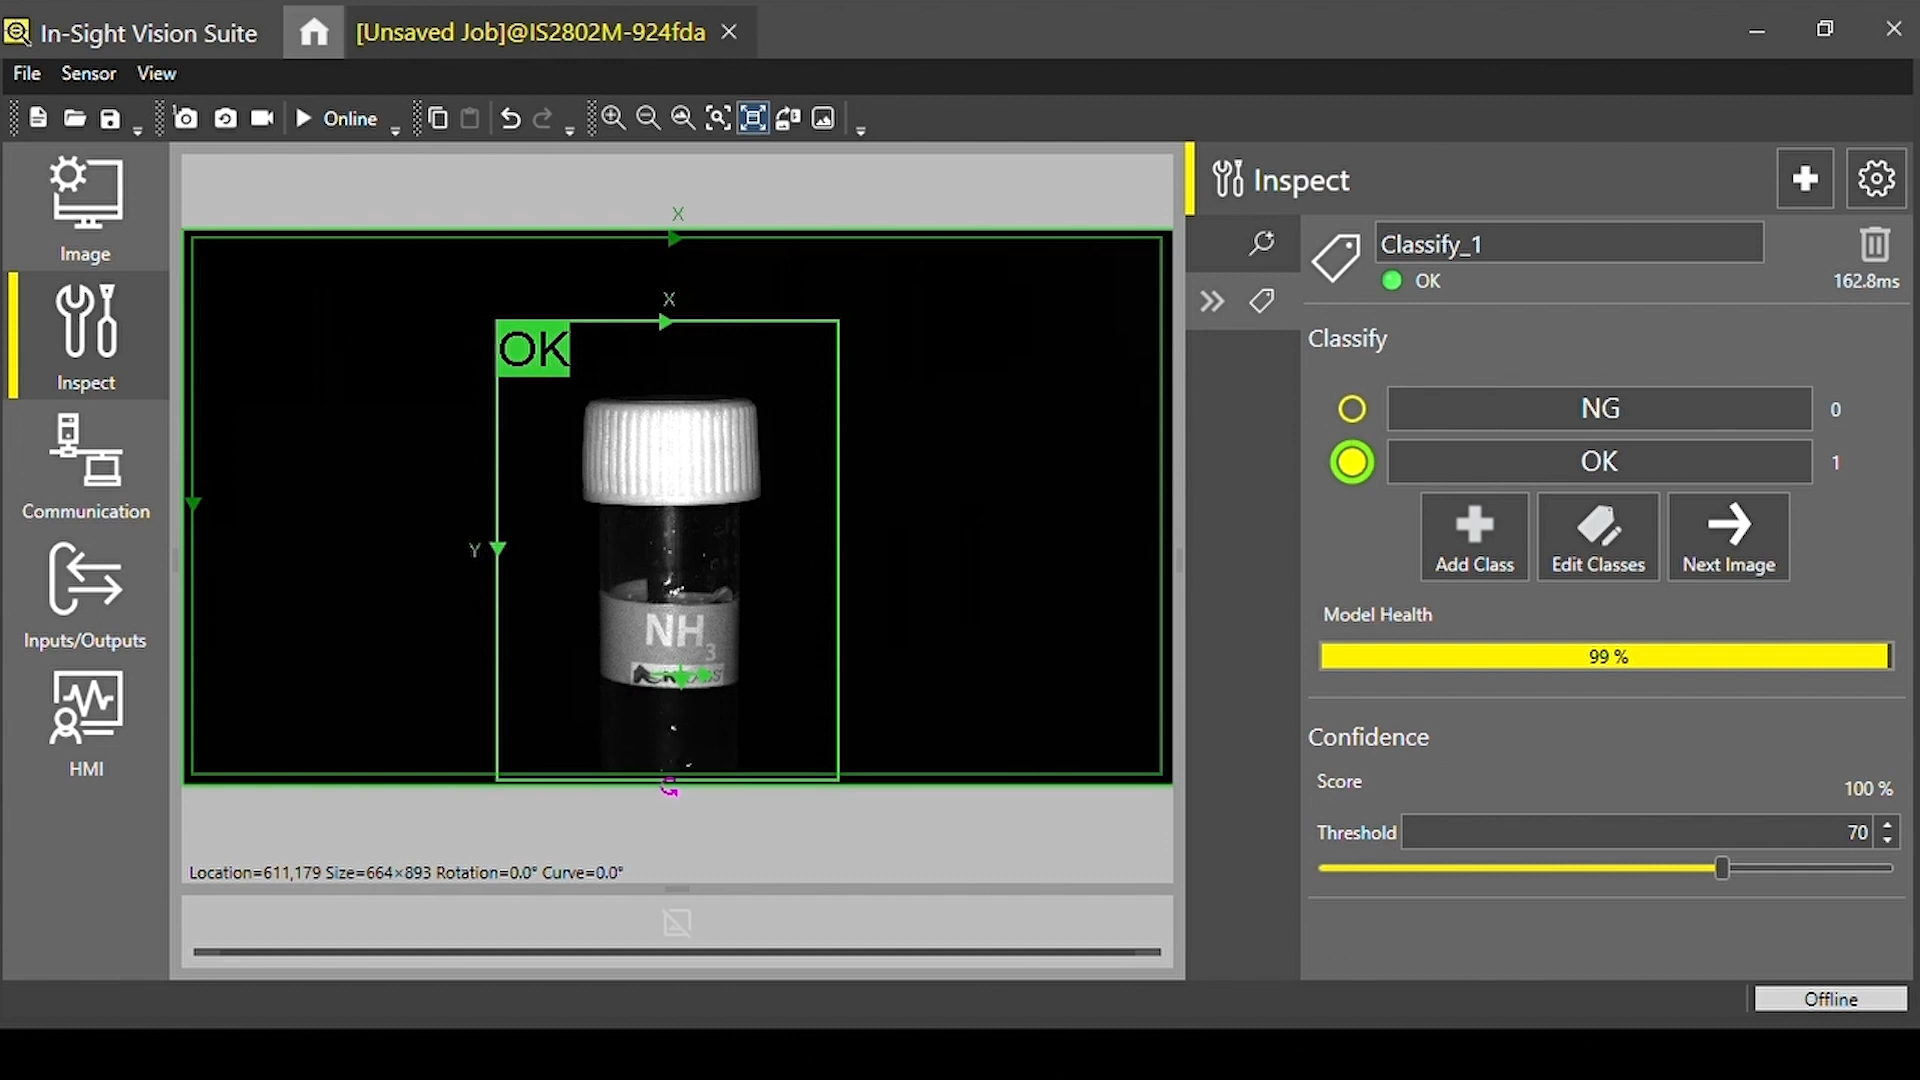 In-Sight Vision Suite
[Unsaved Job]@IS2802M-924fda
File Sensor View
Online
Image
Inspect
Communication
Inputs/Outputs
HMI
X
X
OK
Y
NH3
Location=611,179 Size=664×893 Rotation=0.0° Curve=0.0°
Inspect
Classify_1
OK
162.8ms
Classify
NG 0
OK 1
Add Class
Edit Classes
Next Image
Model Health
99 %
Confidence
Score 100 %
Threshold 70
Offline